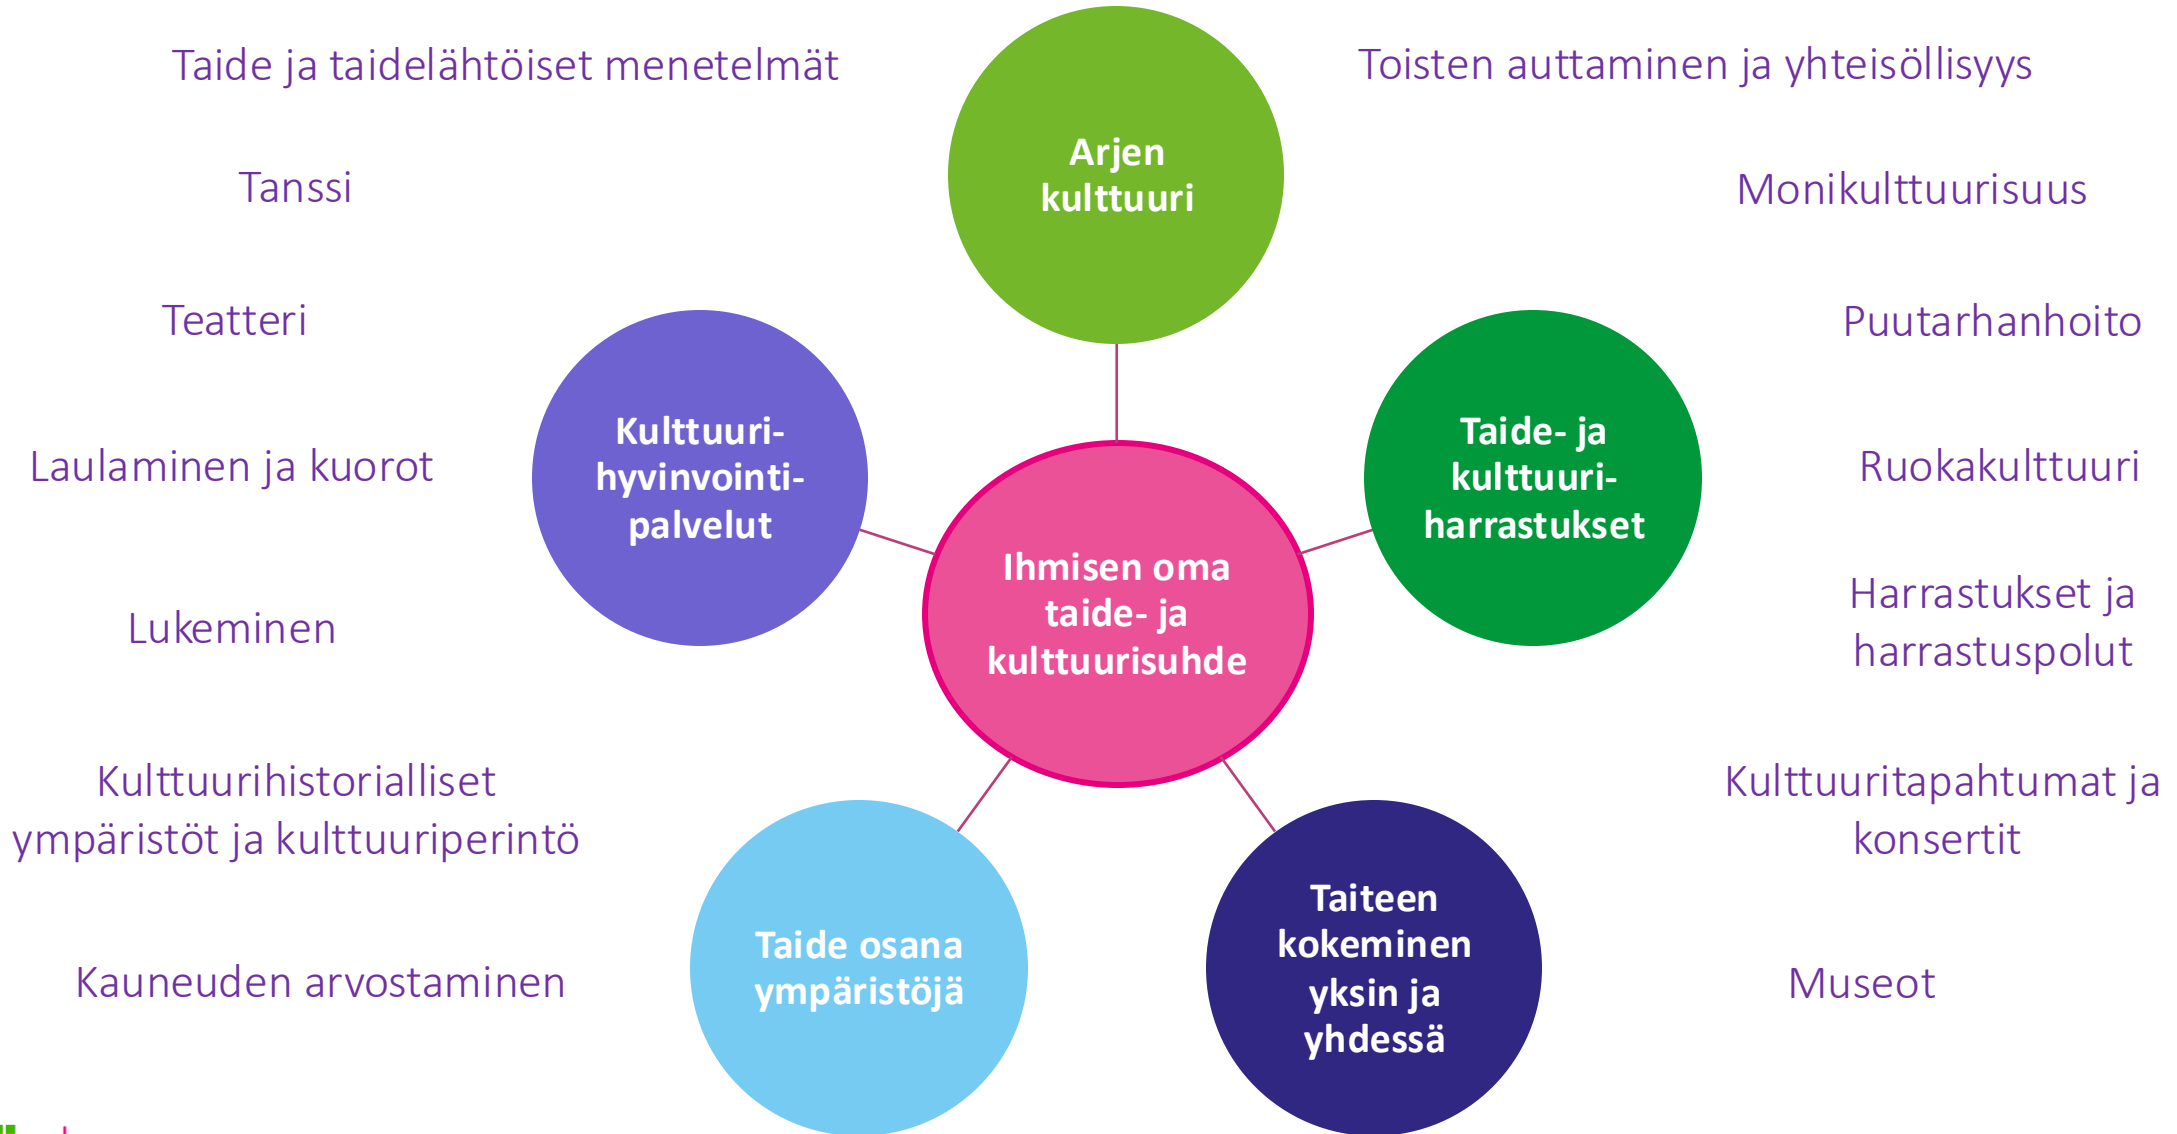 Taide ja taidelähtöiset menetelmät
Tanssi
Teatteri
Laulaminen ja kuorot
Lukeminen
Kulttuurihistorialliset
ympäristöt ja kulttuuriperintö
Kauneuden arvostaminen
Arjen
kulttuuri
Kulttuuri-
hyvinvointi-
palvelut
Taide- ja
kulttuuri-
harrastukset
Ihmisen oma
taide- ja
kulttuurisuhde
Taide osana
ympäristöjä
Taiteen
kokeminen
yksin ja
yhdessä
Toisten auttaminen ja yhteisöllisyys
Monikulttuurisuus
Puutarhanhoito
Ruokakulttuuri
Harrastukset ja
harrastuspolut
Kulttuuritapahtumat ja
konsertit
Museot